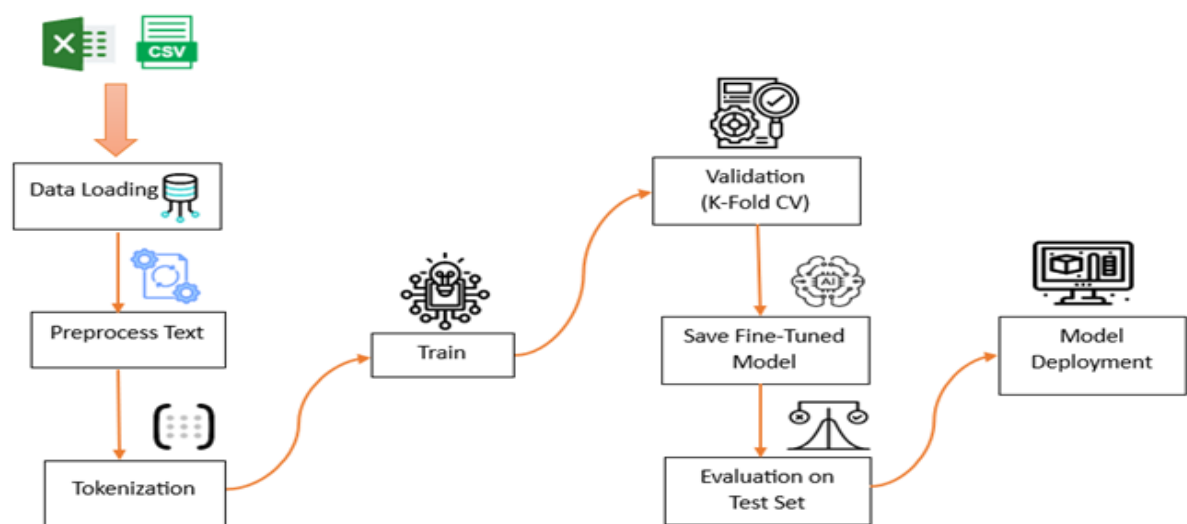 X
CSV
Data Loading
Preprocess Text
Tokenization
Train
Validation
(K-Fold CV)
AI
Save Fine-Tuned
Model
Evaluation on
Test Set
Model
Deployment